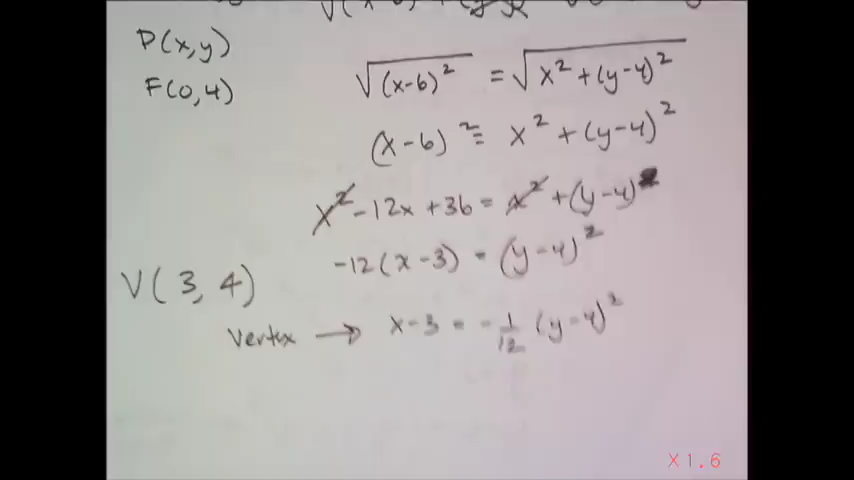 P(x,y)
F(0,4)
√(x-6)² = √x² + (y-4)²
(x-6)² = x² + (y-4)²
x² - 12x + 36 = x² + (y-4)²
-12(x-3) = (y-4)²
V(3,4)
Vertex → x-3 = -1/12 (y-4)²
X1.6